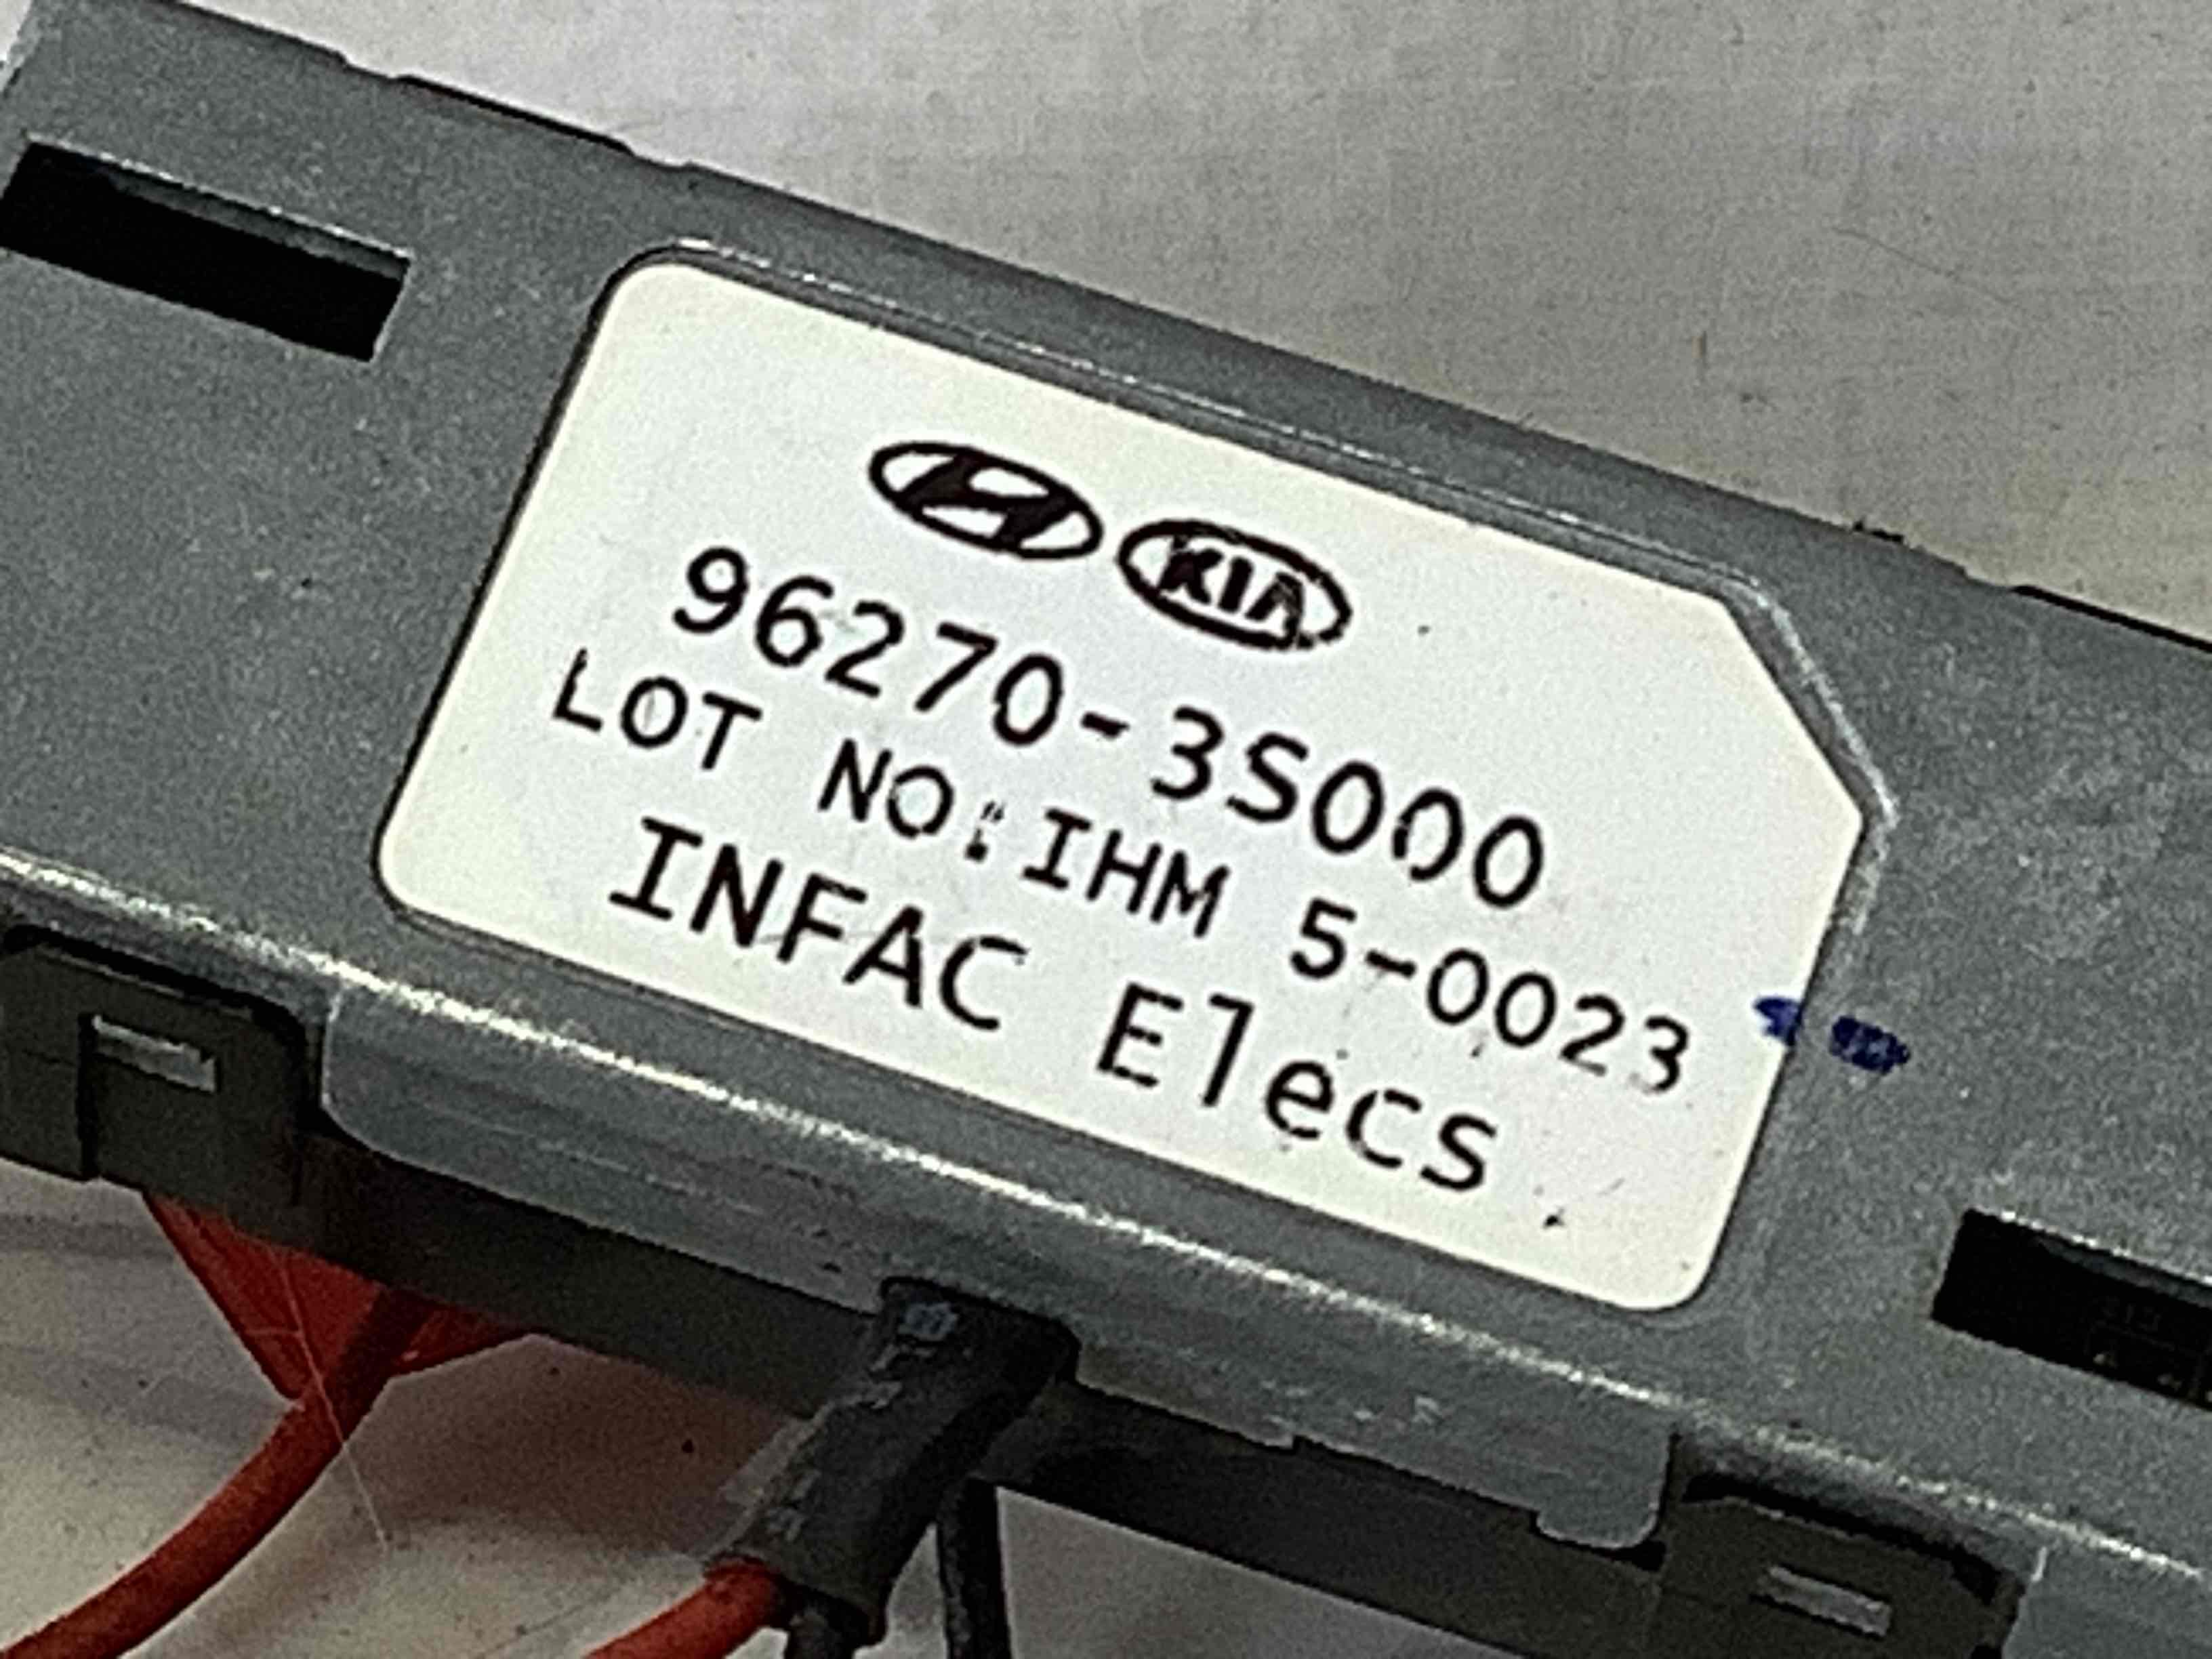 KIA
96270-3S000
LOT NO:IHM 5-0023
INFAC Elecs